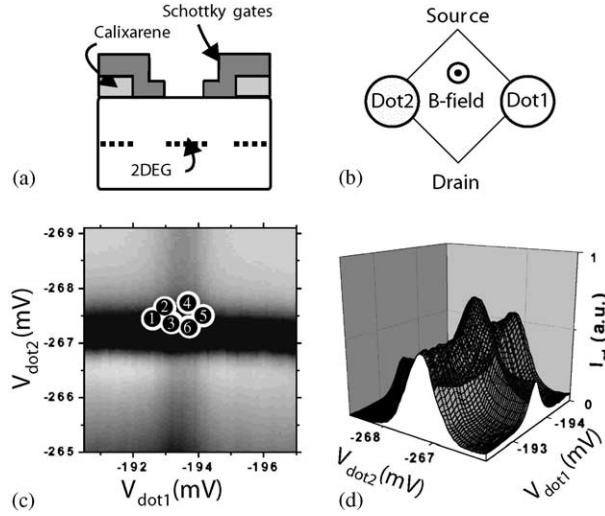 Schottky gates
Calixarene
2DEG
(a)
Source
Dot2
B-field
Dot1
Drain
(b)
-269
-268
-267
-266
-265
V_dot2 (mV)
1
2
3
4
5
6
-192
-194
-196
V_dot1 (mV)
(c)
1
0
(a.u.)
-268
-267
V_dot2 (mV)
-193
-194
V_dot1 (mV)
(d)